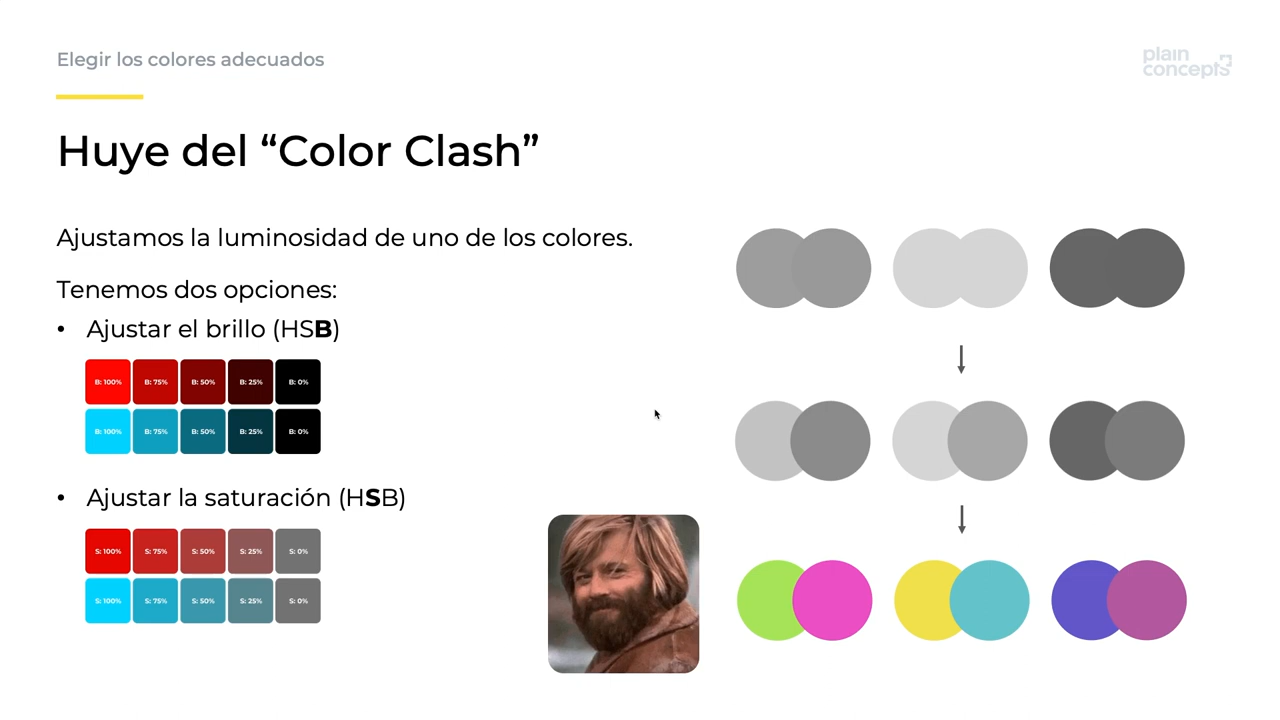 Elegir los colores adecuados
plain
concepts
Huye del “Color Clash”
Ajustamos la luminosidad de uno de los colores.
Tenemos dos opciones:
• Ajustar el brillo (HSB)
B: 100% B: 75% B: 50% B: 25% B: 0%
B: 100% B: 75% B: 50% B: 25% B: 0%
• Ajustar la saturación (HSB)
S: 100% S: 75% S: 50% S: 25% S: 0%
S: 100% S: 75% S: 50% S: 25% S: 0%